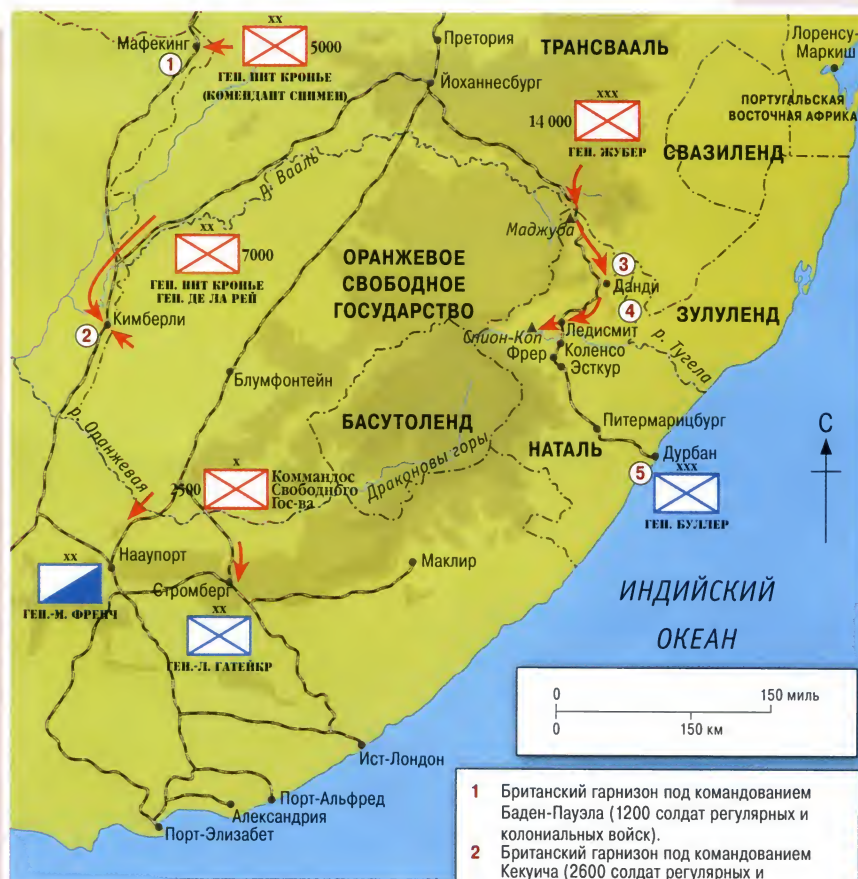 Мафекинг
1
xx
5000
ГЕН. ПИТ КРОНЬЕ
(КОМЕНДАНТ СНИМЕН)
Претория
ТРАНСВААЛЬ
Лоренсу-
Маркиш
Йоханнесбург
xxx
14 000
ГЕН. ЖУБЕР
ПОРТУГАЛЬСКАЯ
ВОСТОЧНАЯ АФРИКА
СВАЗИЛЕНД
р. Вааль
Маджуба
xx
7000
ГЕН. ПИТ КРОНЬЕ
ГЕН. ДЕ ЛА РЕЙ
ОРАНЖЕВОЕ
СВОБОДНОЕ
ГОСУДАРСТВО
3
Данди
4
ЗУЛУЛЕНД
2
Кимберли
Ледисмит
Спион-Коп
Коленсо
Фрер
Эсткур
р. Тугела
Блумфонтейн
БАСУТОЛЕНД
Питермарицбург
НАТАЛЬ
Дурбан
С
р. Оранжевая
Драконовы горы
5
xxx
ГЕН. БУЛЛЕР
x
2500
Коммандос
Свободного
Гос-ва
xx
Наaупорт
ГЕН.-М. ФРЕНЧ
Стромберг
Маклир
xx
ГЕН.-Л. ГАТЕЙКР
ИНДИЙСКИЙ
ОКЕАН
0
150 миль
0
150 км
Ист-Лондон
Порт-Альфред
Александрия
Порт-Элизабет
1 Британский гарнизон под командованием
Баден-Пауэла (1200 солдат регулярных и
колониальных войск).
2 Британский гарнизон под командованием
Кекуича (2600 солдат регулярных и